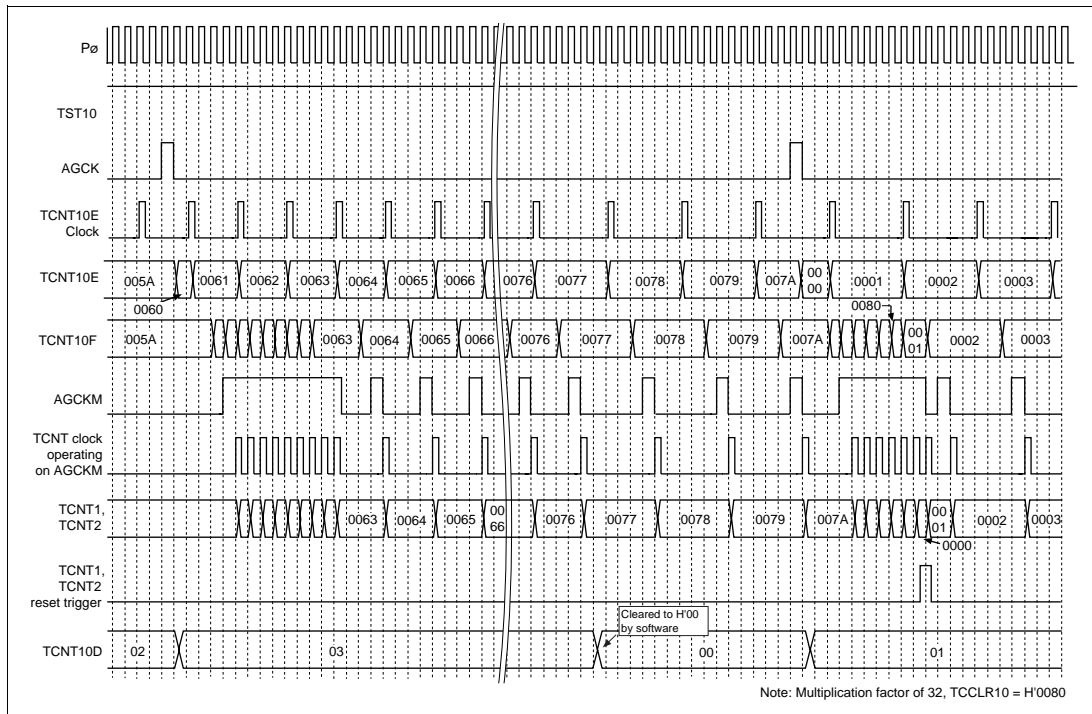 Pø
TST10
AGCK
TCNT10E
Clock
TCNT10E
005A 0061 0062 0063 0064 0065 0066 0076 0077 0078 0079 007A 00 00 0001 0002 0003
0060
0080
TCNT10F
005A 0063 0064 0065 0066 0076 0077 0078 0079 007A 00 01 0002 0003
AGCKM
TCNT clock
operating
on AGCKM
TCNT1,
TCNT2
0063 0064 0065 00 66 0076 0077 0078 0079 007A 00 01 0002 0003
0000
TCNT1,
TCNT2
reset trigger
Cleared to H'00
by software
TCNT10D
02 03 00 01
Note: Multiplication factor of 32, TCCLR10 = H'0080